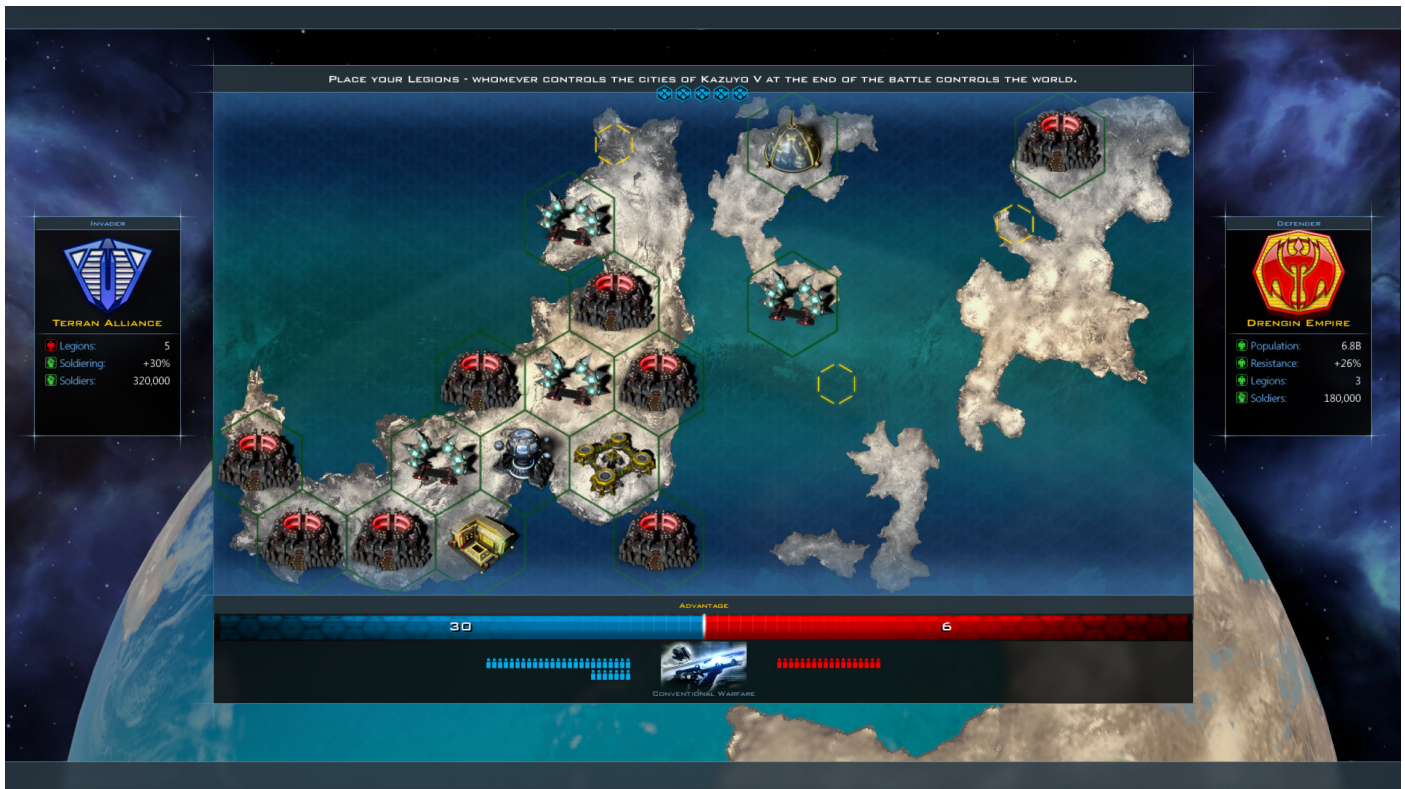 Place your Legions - whomever controls the cities of Kazuyo V at the end of the battle controls the world.
Invader
Terran Alliance
Legions: 5
Soldiering: +30%
Soldiers: 320,000
Defender
Drengin Empire
Population: 6.8B
Resistance: +26%
Legions: 3
Soldiers: 180,000
Advantage
30 6
Conventional Warfare